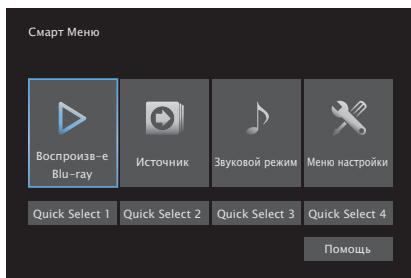 Смарт Меню
Воспроизв-е
Blu-ray
Источник
Звуковой режим
Меню настройки
Quick Select 1
Quick Select 2
Quick Select 3
Quick Select 4
Помощь